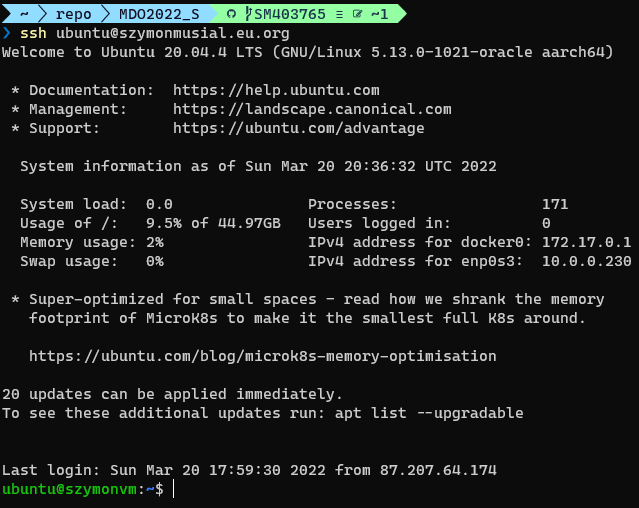 ~ repo MDO2022_S SM403765 ≡ ~1
❯ ssh ubuntu@szymonmusial.eu.org
Welcome to Ubuntu 20.04.4 LTS (GNU/Linux 5.13.0-1021-oracle aarch64)
* Documentation: https://help.ubuntu.com
* Management: https://landscape.canonical.com
* Support: https://ubuntu.com/advantage
System information as of Sun Mar 20 20:36:32 UTC 2022
System load: 0.0 Processes: 171
Usage of /: 9.5% of 44.97GB Users logged in: 0
Memory usage: 2% IPv4 address for docker0: 172.17.0.1
Swap usage: 0% IPv4 address for enp0s3: 10.0.0.230
* Super-optimized for small spaces - read how we shrank the memory
footprint of MicroK8s to make it the smallest full K8s around.
https://ubuntu.com/blog/microk8s-memory-optimisation
20 updates can be applied immediately.
To see these additional updates run: apt list --upgradable
Last login: Sun Mar 20 17:59:30 2022 from 87.207.64.174
ubuntu@szymonvm:~$